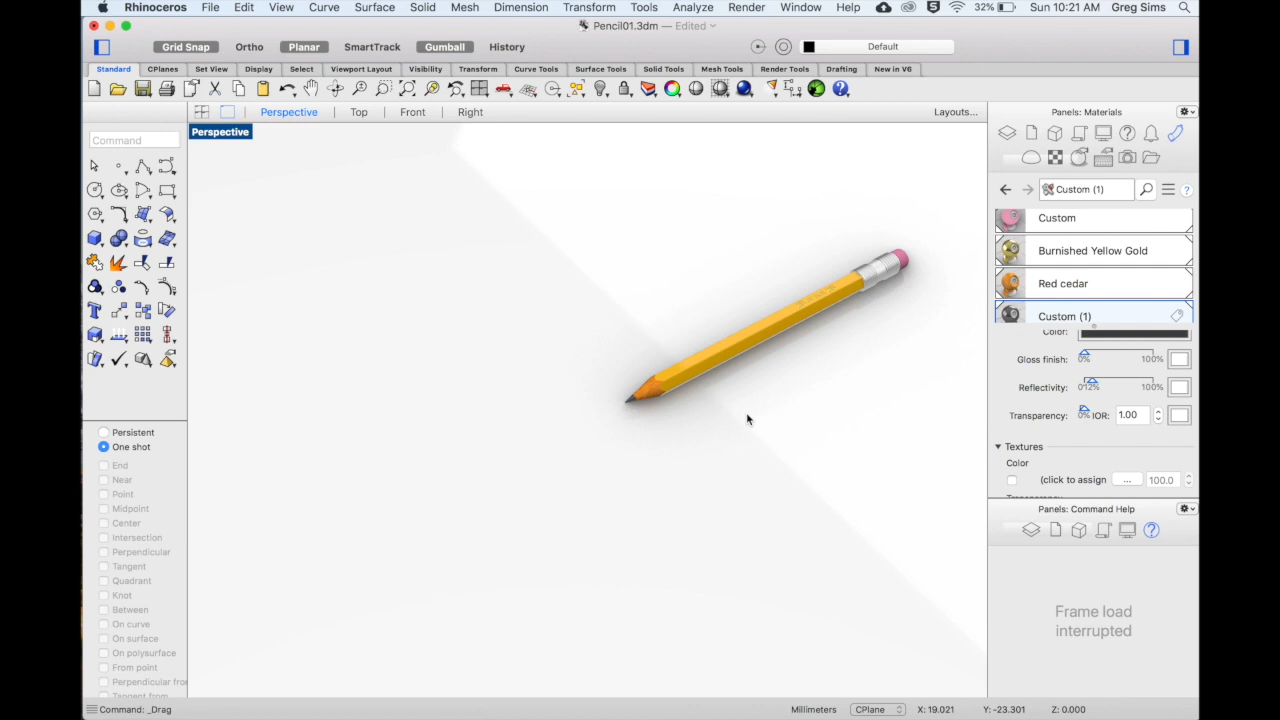 Rhinoceros File Edit View Curve Surface Solid Mesh Dimension Transform Tools Analyze Render Window Help 32% Sun 10:21 AM Greg Sims
Pencil01.3dm — Edited
Grid Snap Ortho Planar SmartTrack Gumball History Default
Standard CPlanes Set View Display Select Viewport Layout Visibility Transform Curve Tools Surface Tools Solid Tools Mesh Tools Render Tools Drafting New in V6
Perspective Top Front Right Layouts...
Panels: Materials
Perspective
Command
Custom (1)
Custom
Burnished Yellow Gold
Red cedar
Custom (1)
Color:
Gloss finish: 0% 100%
Reflectivity: 12% 100%
Transparency: 0% IOR: 1.00
Textures
Color
(click to assign ... 100.0
Panels: Command Help
Frame load
interrupted
Persistent
One shot
End
Near
Point
Midpoint
Center
Intersection
Perpendicular
Tangent
Quadrant
Knot
Between
On curve
On surface
On polysurface
From point
Perpendicular from
Tangent from
Command: _Drag Millimeters CPlane X: 19.021 Y: -23.301 Z: 0.000